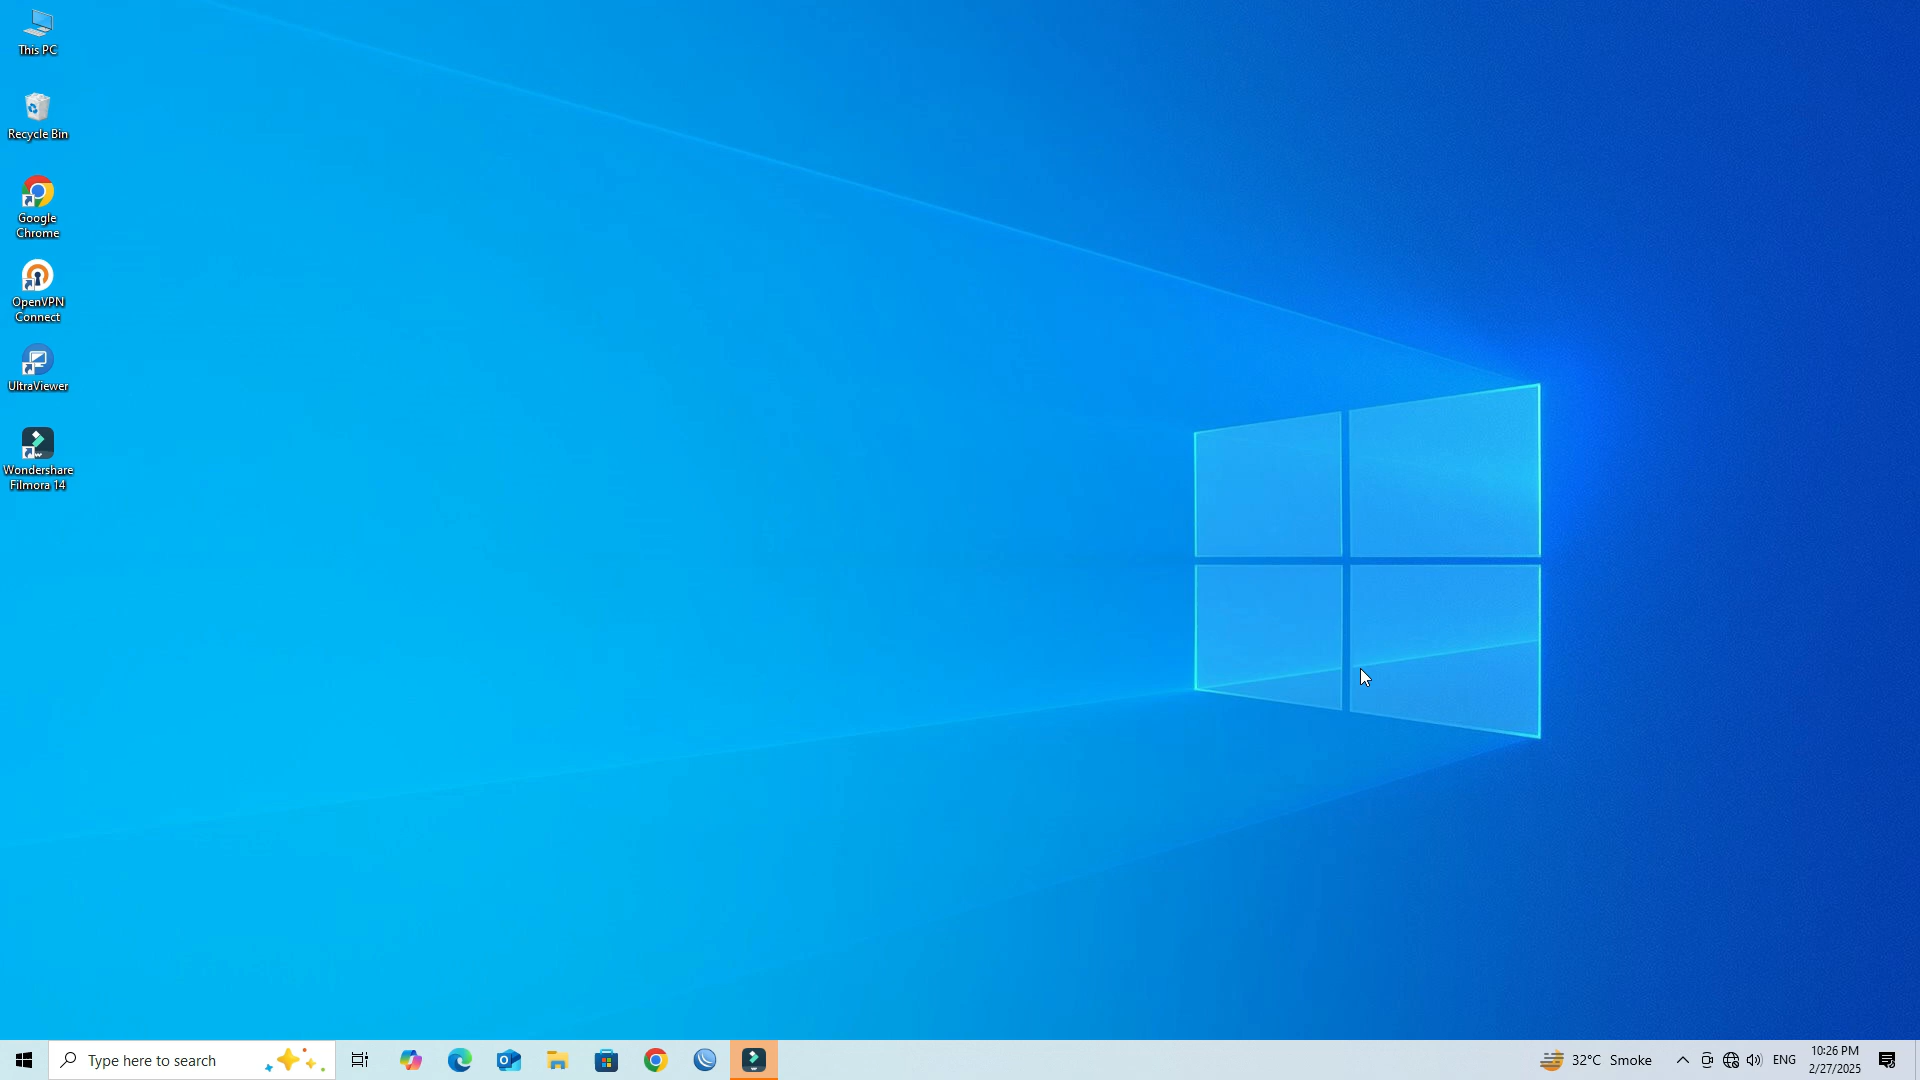 This PC
Recycle Bin
Google
Chrome
OpenVPN
Connect
UltraViewer
Wondershare
Filmora 14
Type here to search
32°C Smoke
ENG
10:26 PM
2/27/2025